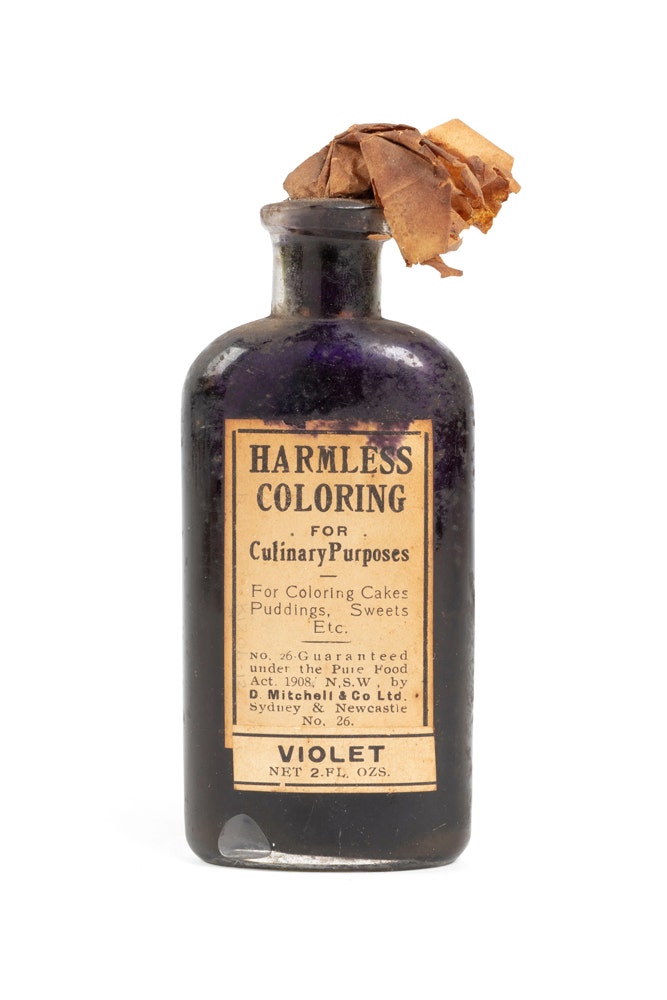 HARMLESS
COLORING
. FOR .
Culinary Purposes
For Coloring Cakes
Puddings, Sweets
Etc.
No. 26-Guaranteed
under the Pure Food
Act. 1908, N,S.W, by
D. Mitchell & Co Ltd.
Sydney & Newcastle
No. 26.
VIOLET
NET 2.FL. OZS.